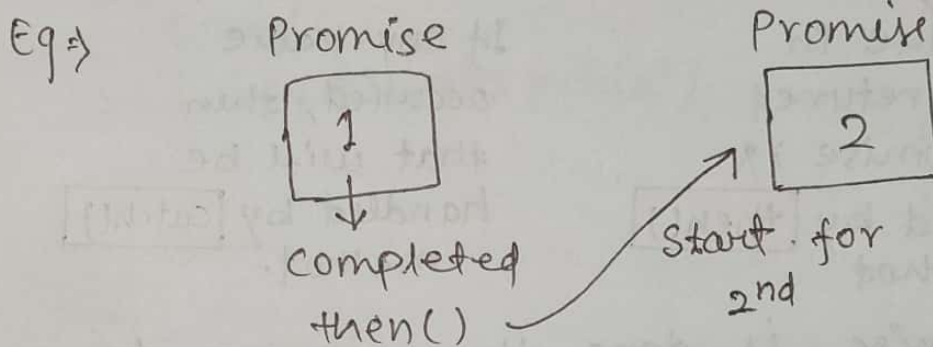 Eg ⇒ Promise Promise
1 2
completed
start for
2nd
then()